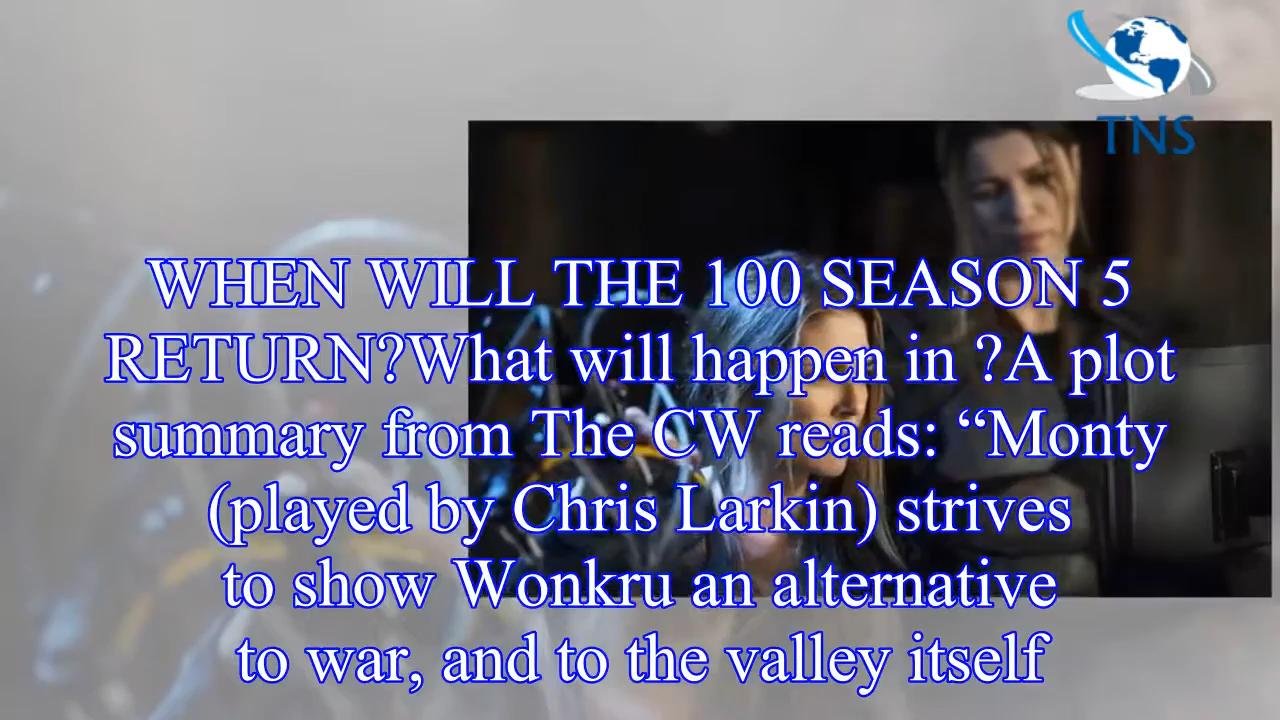 TNS
WHEN WILL THE 100 SEASON 5
RETURN?What will happen in ?A plot
summary from The CW reads: “Monty
(played by Chris Larkin) strives
to show Wonkru an alternative
to war, and to the valley itself